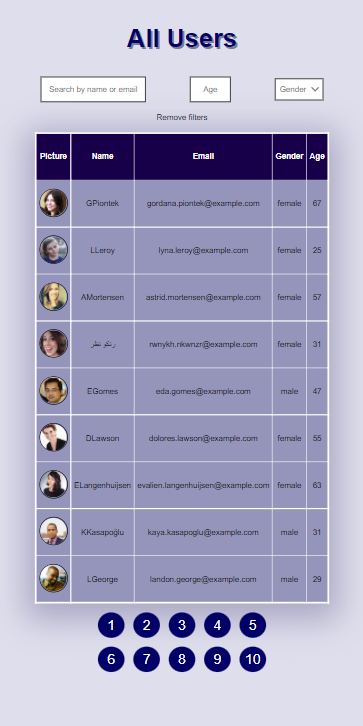 All Users
Search by name or email Age Gender
Remove filters
Picture Name Email Gender Age
GPiontek gordana.piontek@example.com female 67
LLeroy lyna.leroy@example.com female 25
AMortensen astrid.mortensen@example.com female 57
رنكو نظر rwnykh.nkwnzr@example.com female 31
EGomes eda.gomes@example.com male 47
DLawson dolores.lawson@example.com female 55
ELangenhuijsen evalien.langenhuijsen@example.com female 63
KKasapoğlu kaya.kasapoglu@example.com male 31
LGeorge landon.george@example.com male 29
1 2 3 4 5
6 7 8 9 10